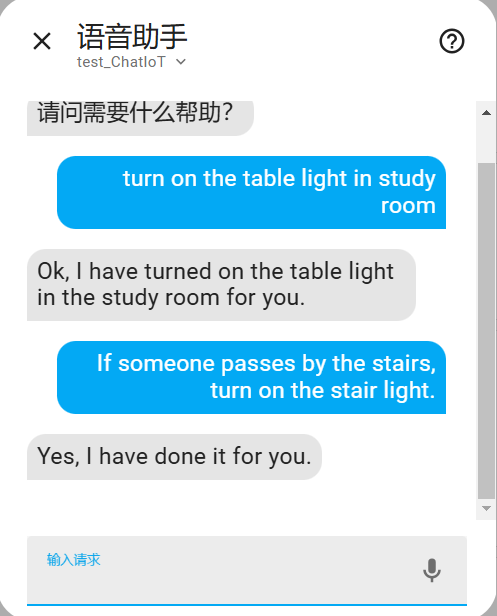 语音助手
test_ChatIoT
请问需要什么帮助?
turn on the table light in study
room
Ok, I have turned on the table light
in the study room for you.
If someone passes by the stairs,
turn on the stair light.
Yes, I have done it for you.
输入请求